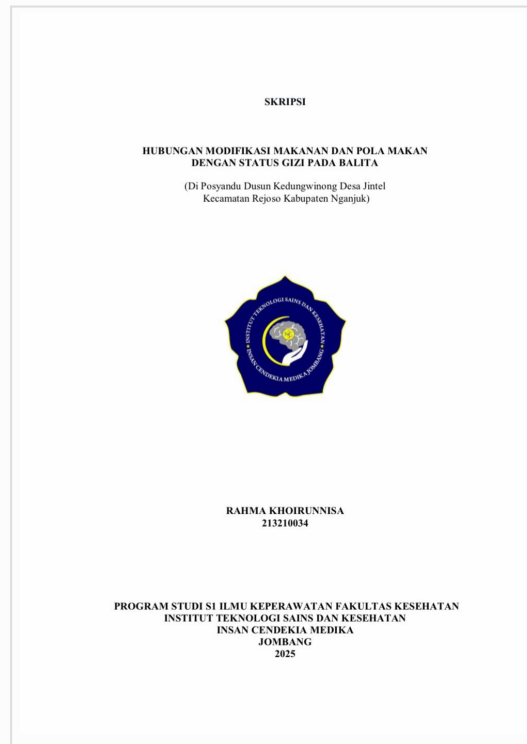 SKRIPSI
HUBUNGAN MODIFIKASI MAKANAN DAN POLA MAKAN
DENGAN STATUS GIZI PADA BALITA
(Di Posyandu Dusun Kedungwinong Desa Jintel
Kecamatan Rejoso Kabupaten Nganjuk)
INSTITUT TEKNOLOGI SAINS DAN KESEHATAN
INSAN CENDEKIA MEDIKA JOMBANG
RAHMA KHOIRUNNISA
213210034
PROGRAM STUDI S1 ILMU KEPERAWATAN FAKULTAS KESEHATAN
INSTITUT TEKNOLOGI SAINS DAN KESEHATAN
INSAN CENDEKIA MEDIKA
JOMBANG
2025